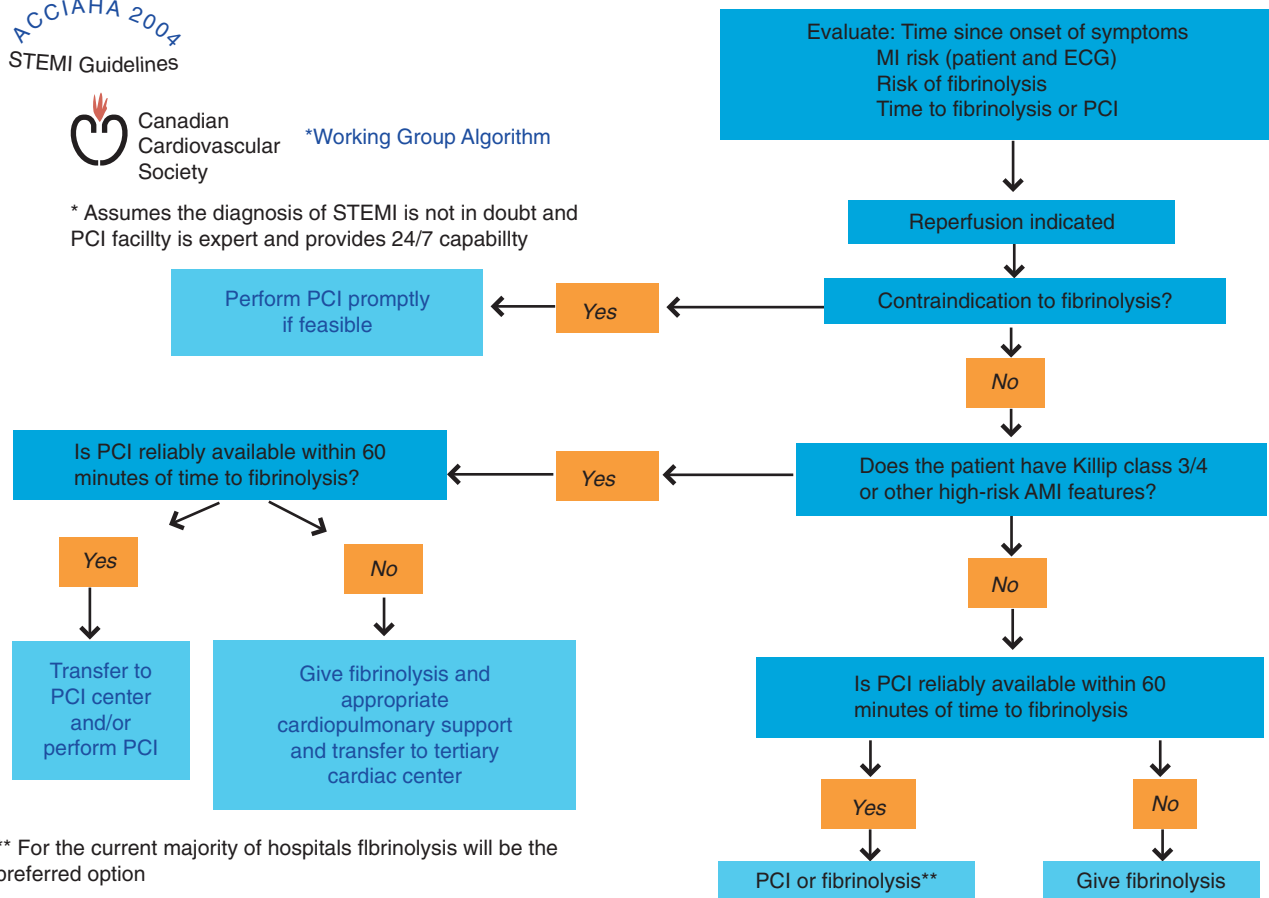 ACCIAHA 2004
STEMI Guidelines
Canadian
Cardiovascular
Society
*Working Group Algorithm
* Assumes the diagnosis of STEMI is not in doubt and
PCI facillty is expert and provides 24/7 capabillty
Evaluate: Time since onset of symptoms
MI risk (patient and ECG)
Risk of fibrinolysis
Time to fibrinolysis or PCI
Reperfusion indicated
Contraindication to fibrinolysis?
Yes
Perform PCI promptly
if feasible
No
Does the patient have Killip class 3/4
or other high-risk AMI features?
Yes
Is PCI reliably available within 60
minutes of time to fibrinolysis?
Yes
No
Transfer to
PCI center
and/or
perform PCI
Give fibrinolysis and
appropriate
cardiopulmonary support
and transfer to tertiary
cardiac center
No
Is PCI reliably available within 60
minutes of time to fibrinolysis
Yes
No
PCI or fibrinolysis**
Give fibrinolysis
** For the current majority of hospitals flbrinolysis will be the
preferred option